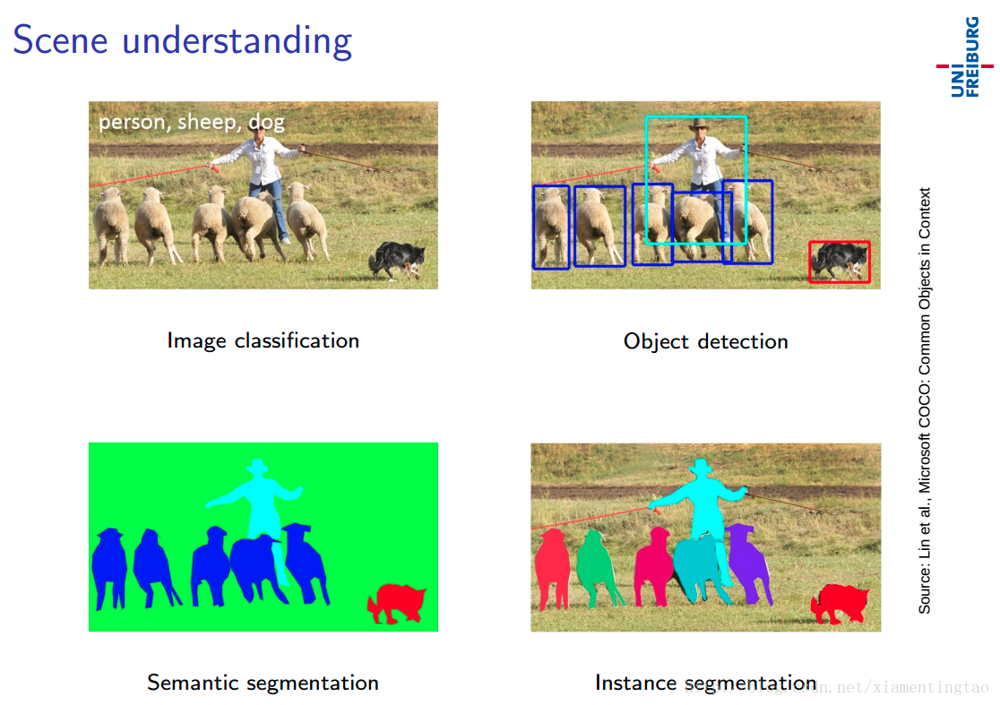 Scene understanding
UNI
FREIBURG
person, sheep, dog
Image classification
Object detection
Source: Lin et al., Microsoft COCO: Common Objects in Context
Semantic segmentation
Instance segmentation
http://blog.csdn.net/xiamentingtao